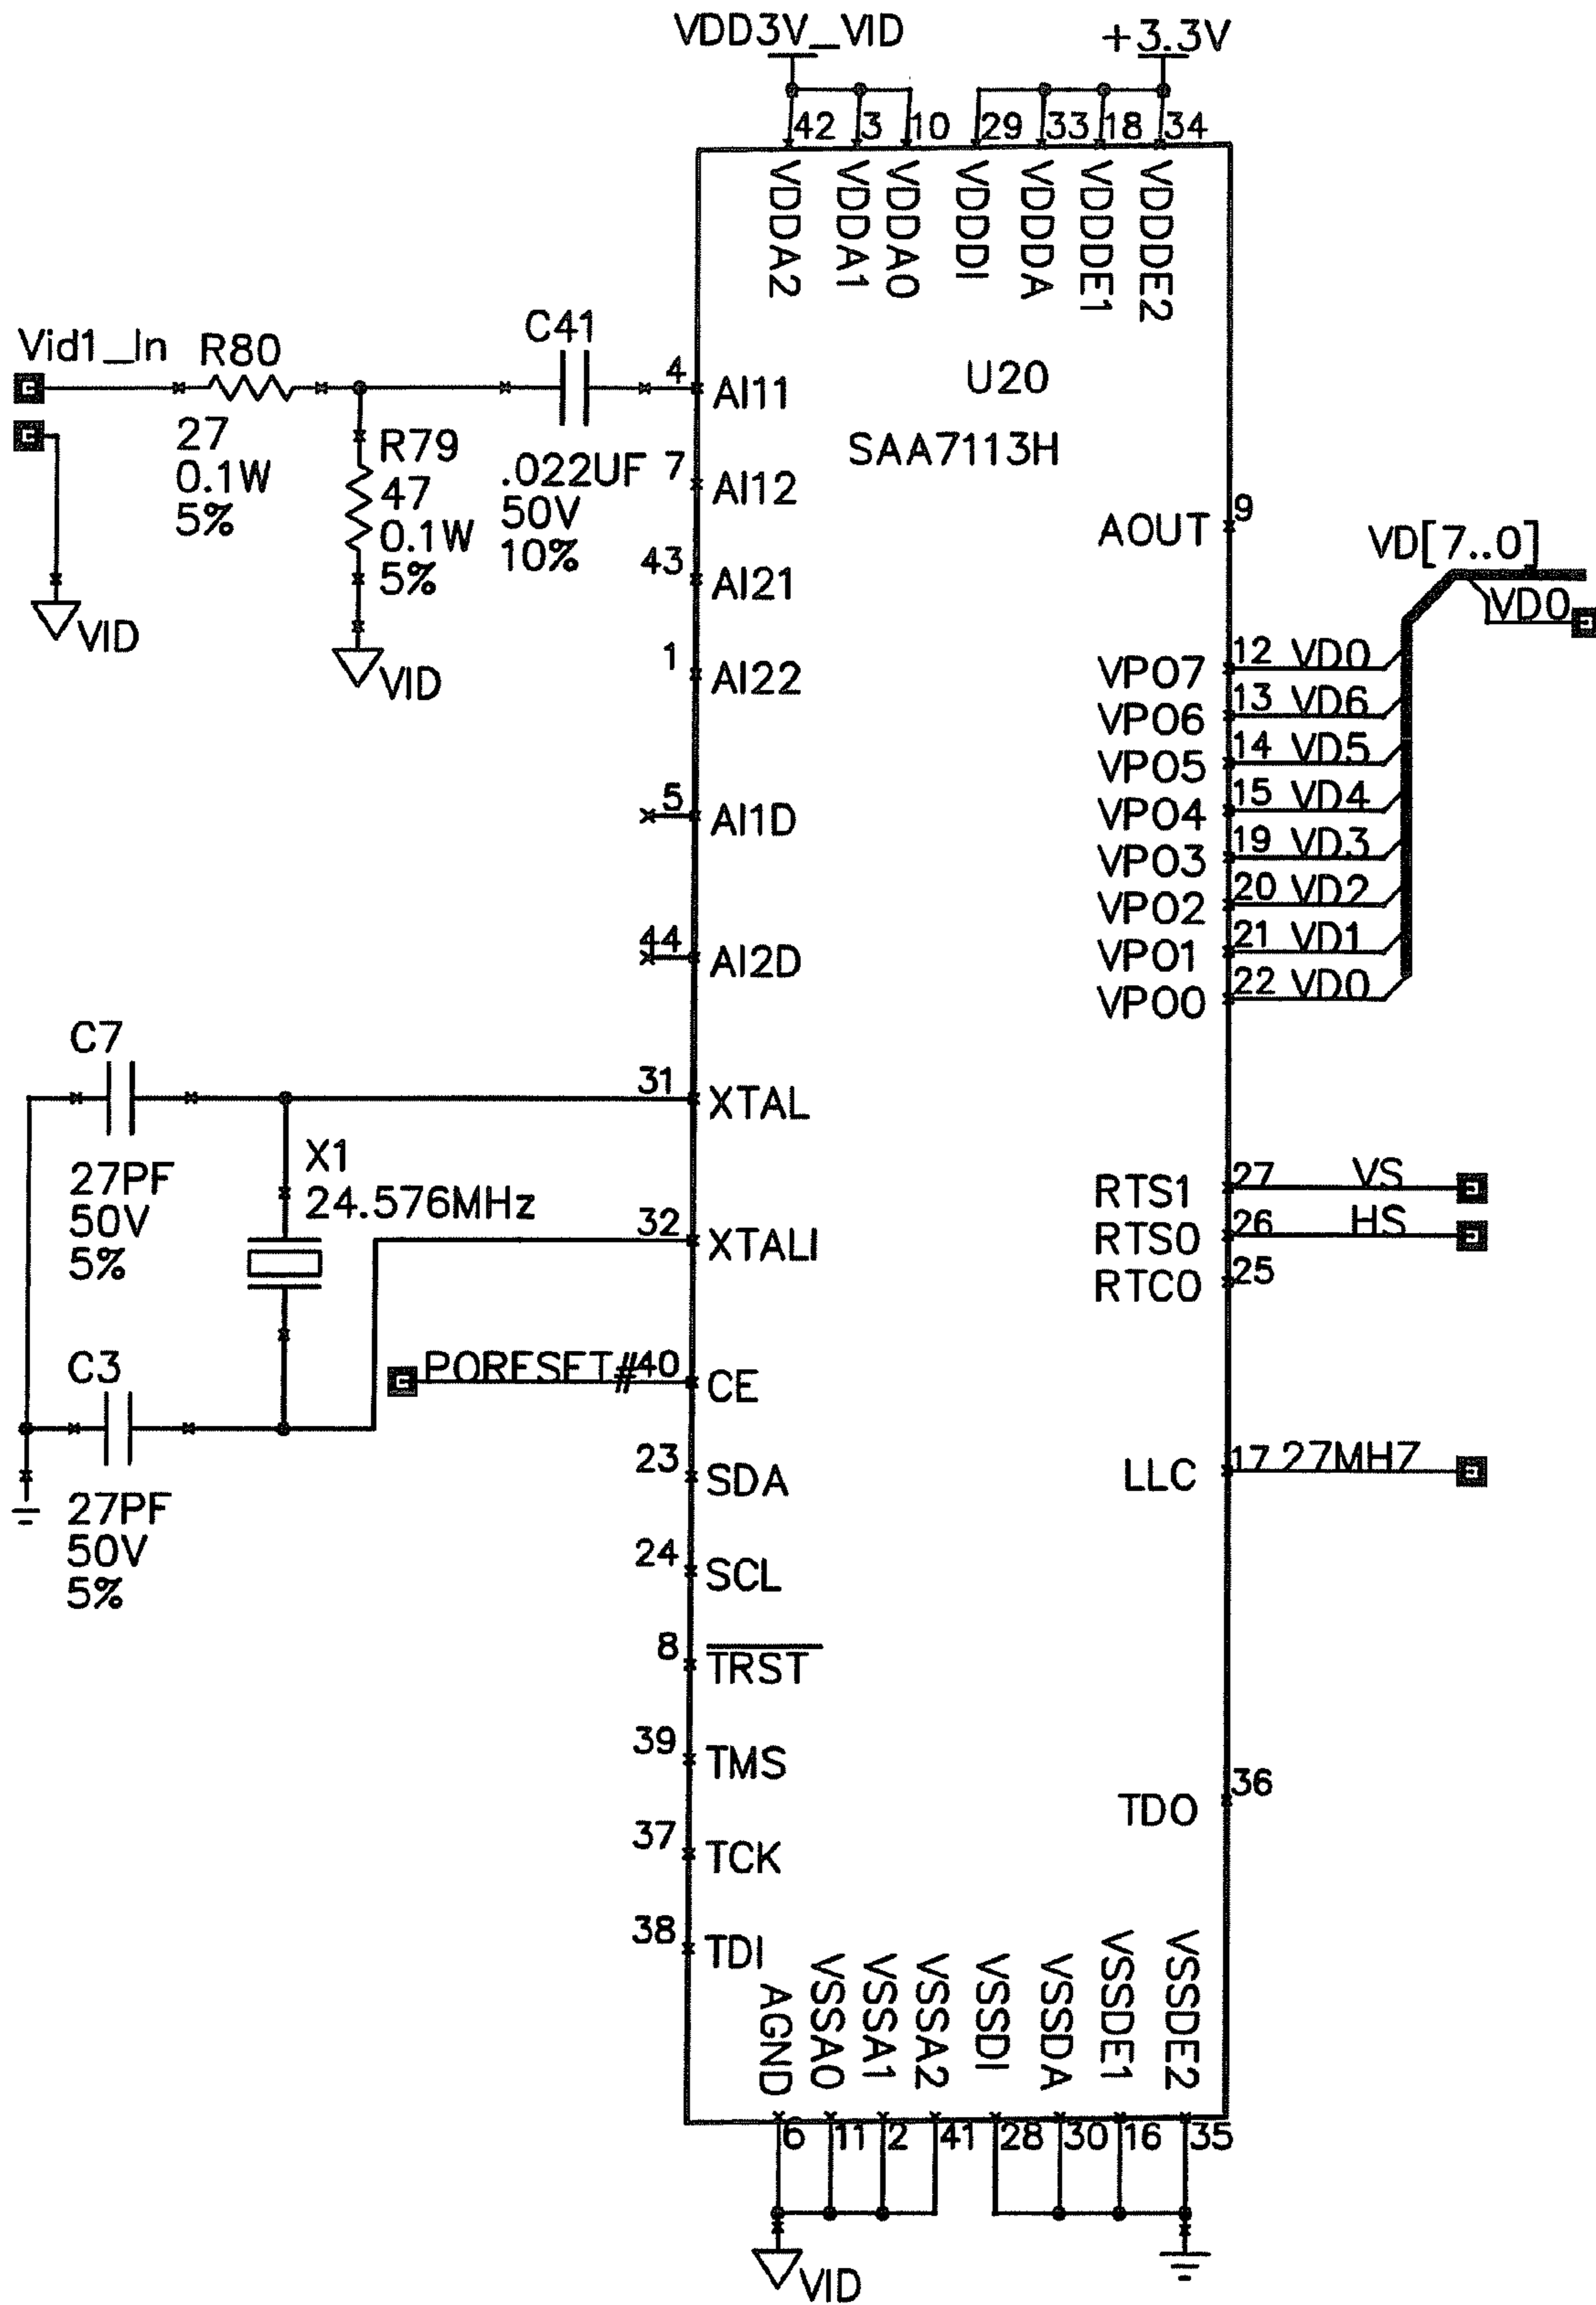 VDD3V_VID
+3.3V
42 3 10 29 33 18 34
VDDA2
VDDA1
VDDA0
VDDDI
VDDDA
VDDDE1
VDDDE2
Vid1_In
R80
27
0.1W
5%
VID
R79
47
0.1W
5%
VID
C41
.022UF
50V
10%
U20
SAA7113H
4 AI11
7 AI12
43 AI21
1 AI22
5 AI1D
44 AI2D
AOUT 9
VD[7..0]
VD0
VPO7 12 VD0
VPO6 13 VD6
VPO5 14 VD5
VPO4 15 VD4
VPO3 19 VD3
VPO2 20 VD2
VPO1 21 VD1
VPO0 22 VD0
C7
27PF
50V
5%
X1
24.576MHz
C3
27PF
50V
5%
31 XTAL
32 XTALI
PORESET# 40 CE
23 SDA
24 SCL
8 TRST
39 TMS
37 TCK
38 TDI
RTS1 27 VS
RTS0 26 HS
RTC0 25
LLC 17 27MHZ
TDO 36
AGND
VSSA0
VSSA1
VSSA2
VSSDI
VSSDA
VSSDE1
VSSDE2
6 11 2 41 28 30 16 35
VID